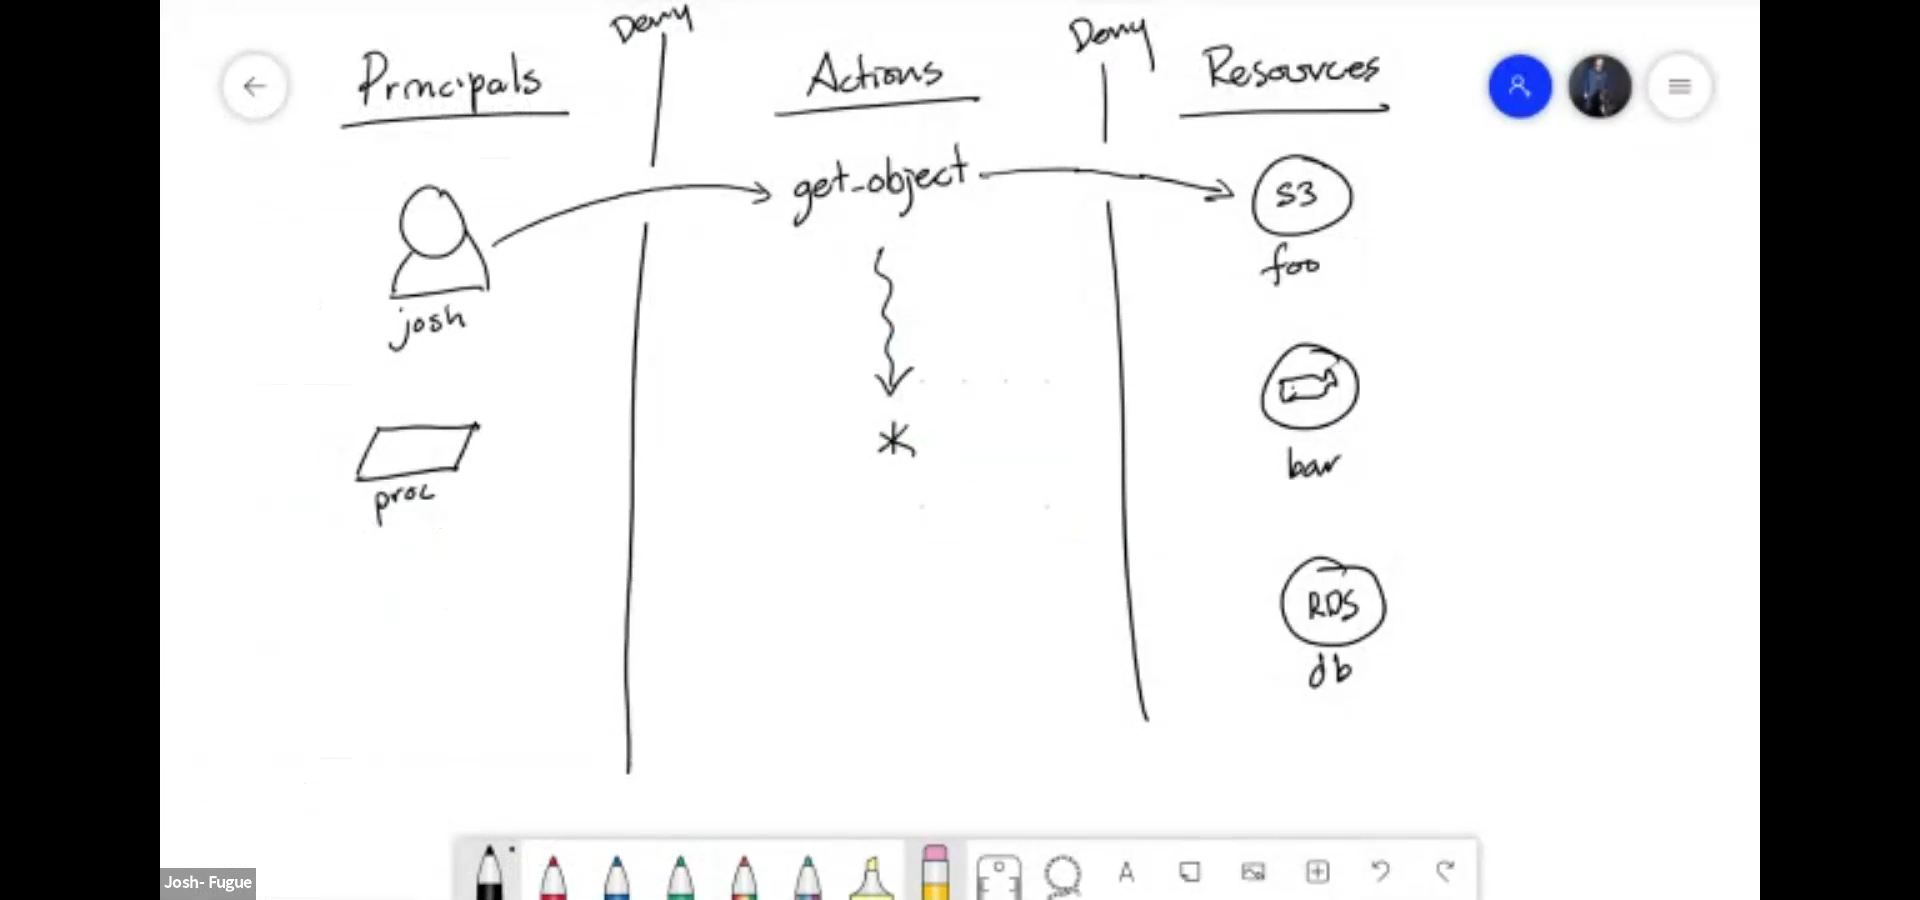 Deny
Deny
Principals
Actions
Resources
get-object
S3
foo
josh
*
bar
proc
RDS
db
Josh- Fugue
A